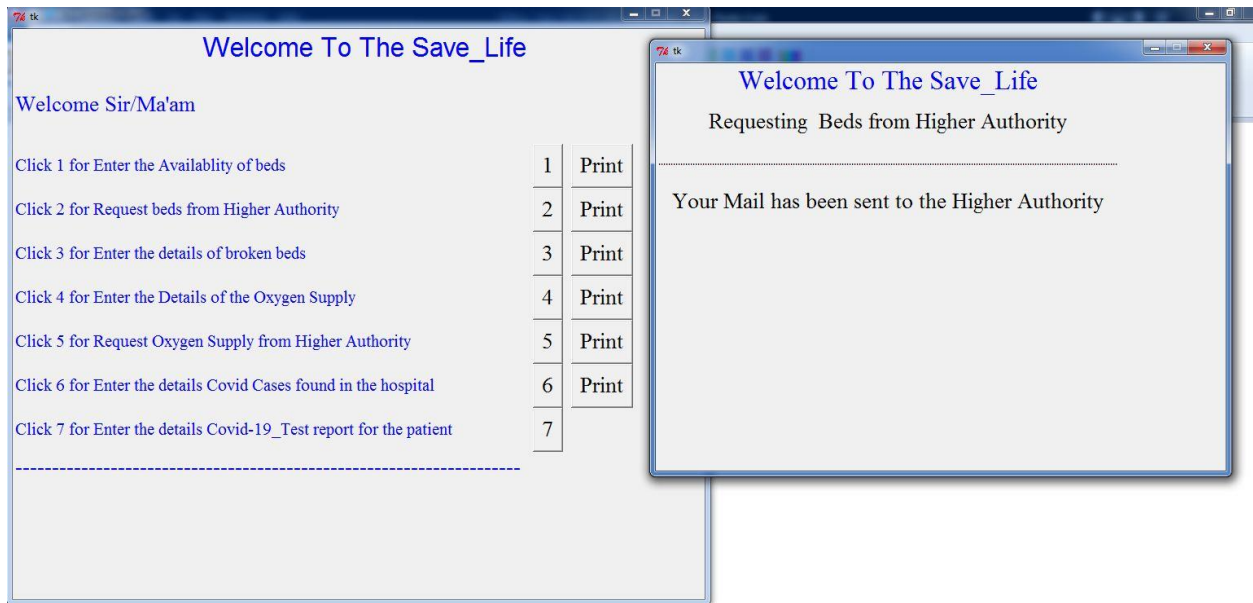 tk
Welcome To The Save_Life
Welcome Sir/Ma'am
Click 1 for Enter the Availablity of beds 1 Print
Click 2 for Request beds from Higher Authority 2 Print
Click 3 for Enter the details of broken beds 3 Print
Click 4 for Enter the Details of the Oxygen Supply 4 Print
Click 5 for Request Oxygen Supply from Higher Authority 5 Print
Click 6 for Enter the details Covid Cases found in the hospital 6 Print
Click 7 for Enter the details Covid-19_Test report for the patient 7
----------------------------------------------------------------------
tk
Welcome To The Save_Life
Requesting  Beds from Higher Authority
Your Mail has been sent to the Higher Authority